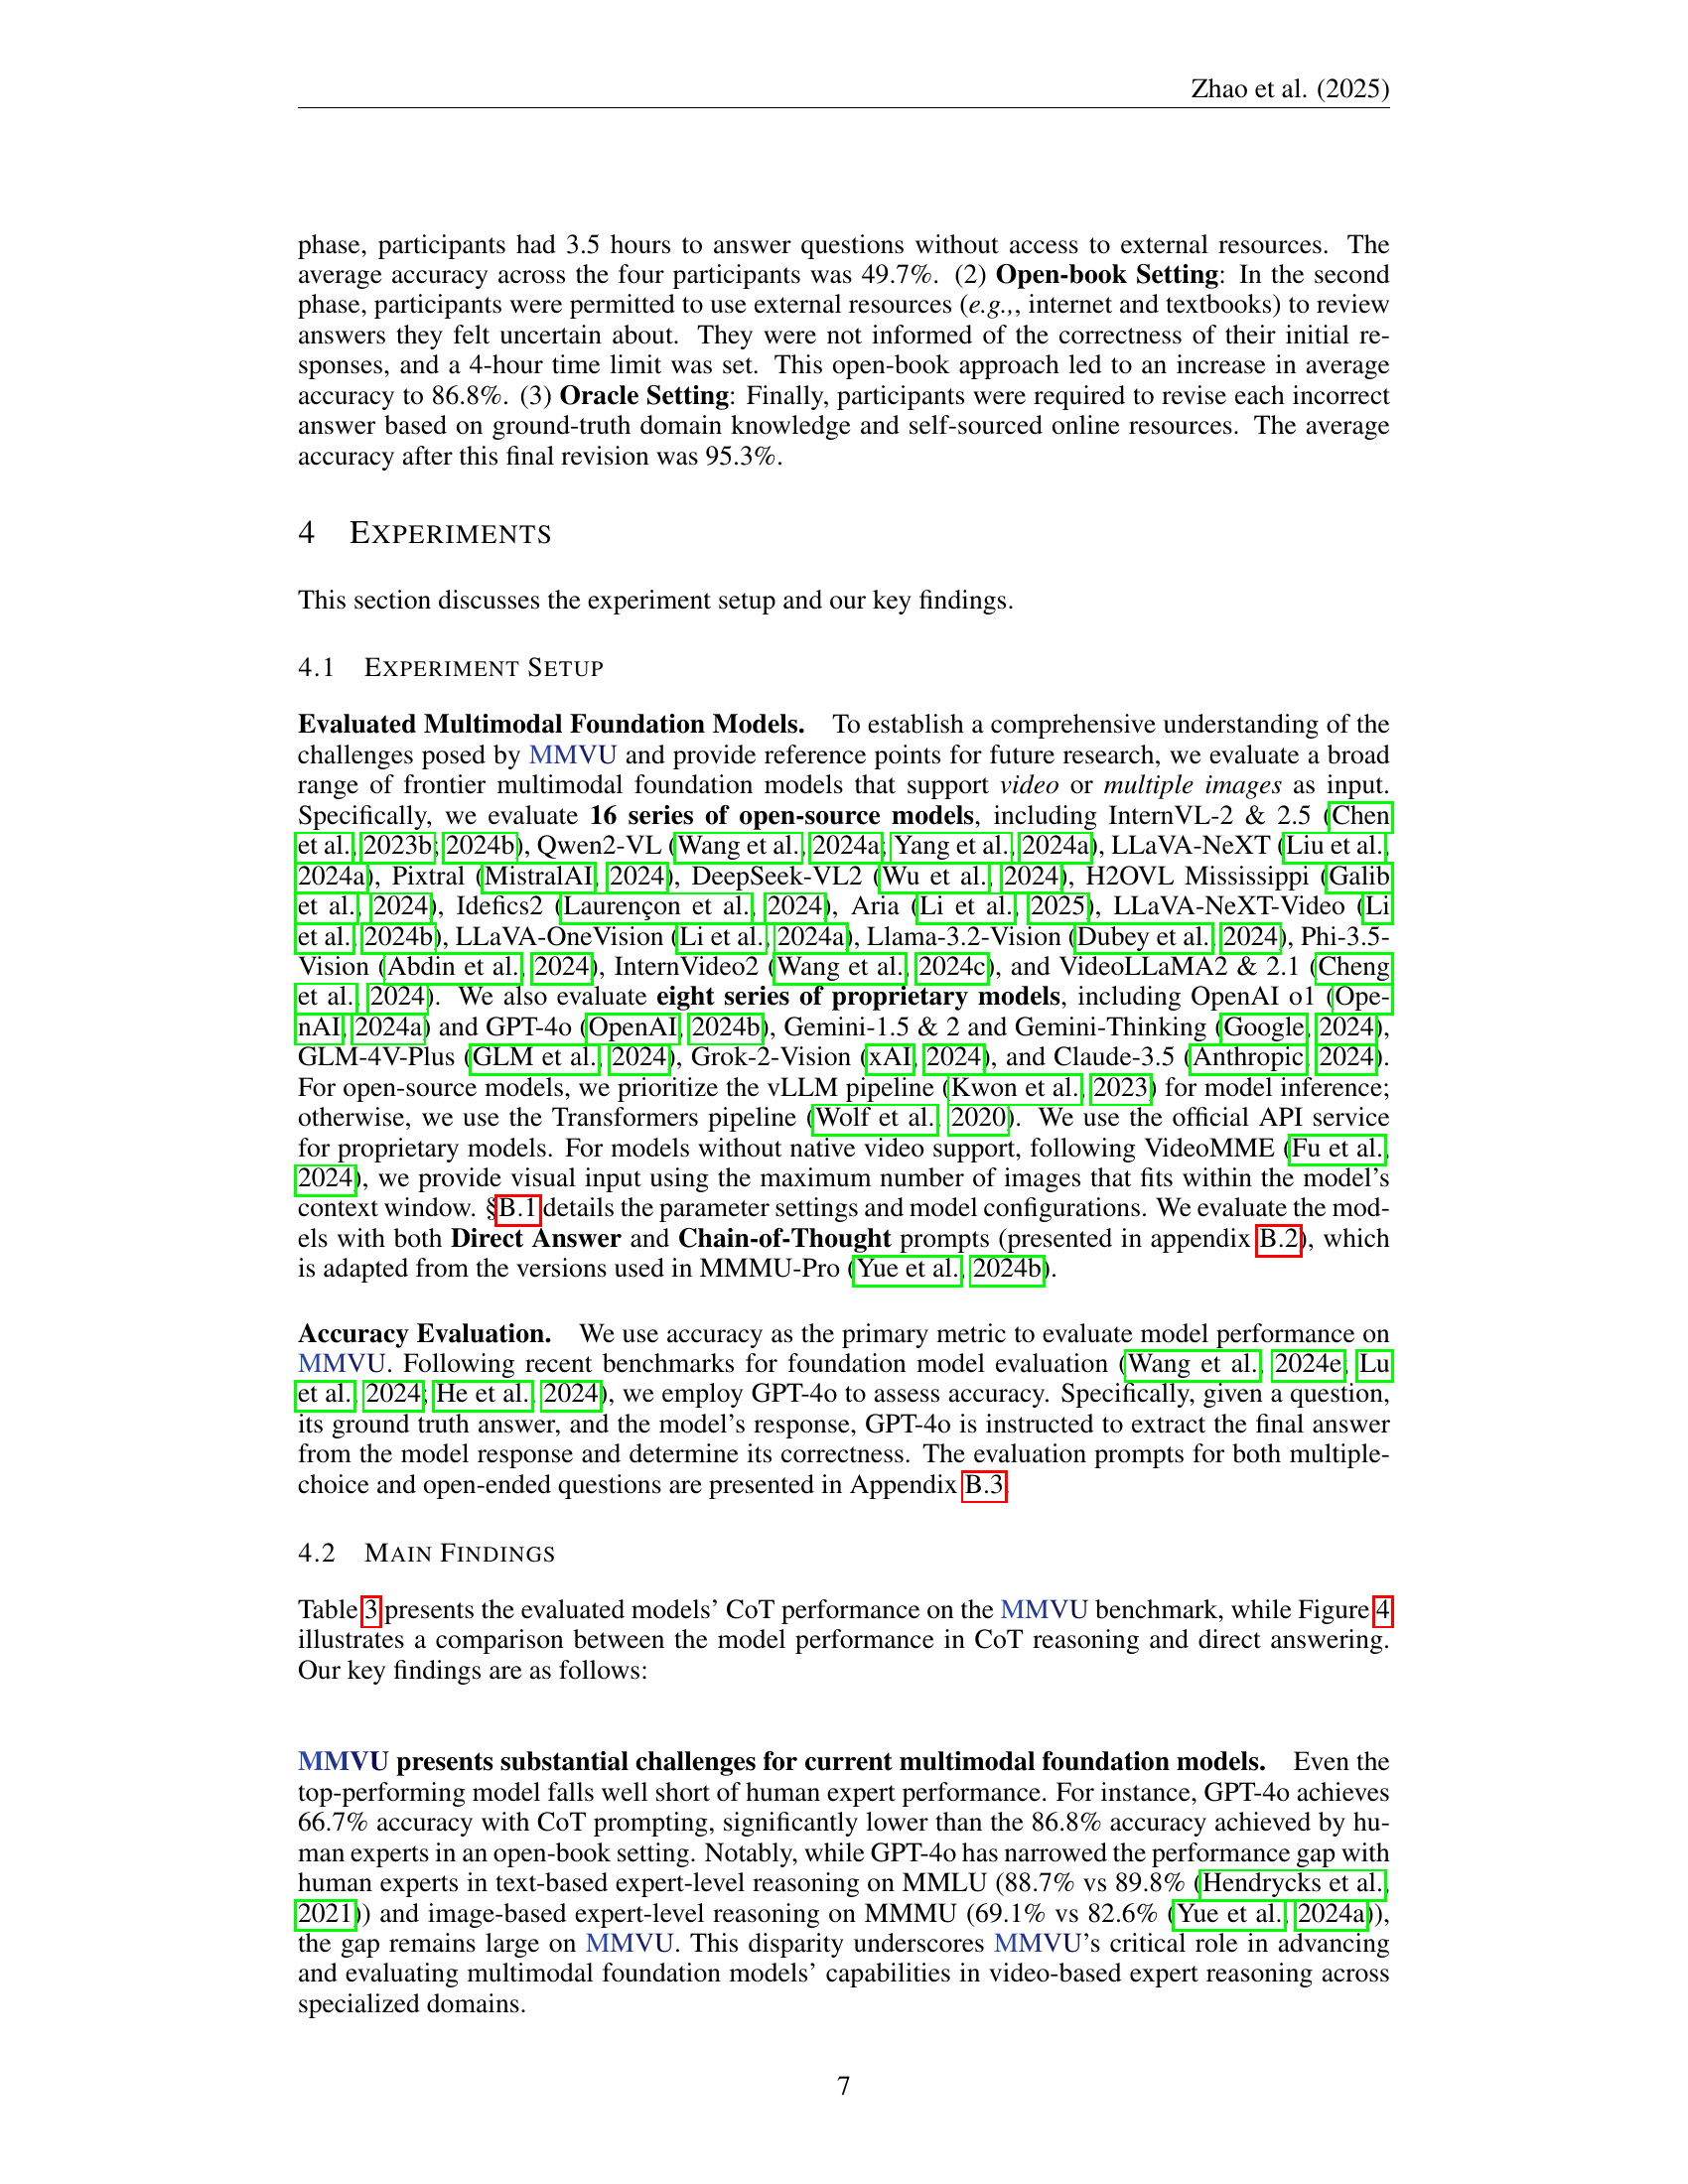 Zhao et al. (2025)
phase, participants had 3.5 hours to answer questions without access to external resources. The
average accuracy across the four participants was 49.7%. (2) Open-book Setting: In the second
phase, participants were permitted to use external resources (e.g.,, internet and textbooks) to review
answers they felt uncertain about. They were not informed of the correctness of their initial re-
sponses, and a 4-hour time limit was set. This open-book approach led to an increase in average
accuracy to 86.8%. (3) Oracle Setting: Finally, participants were required to revise each incorrect
answer based on ground-truth domain knowledge and self-sourced online resources. The average
accuracy after this final revision was 95.3%.
4 EXPERIMENTS
This section discusses the experiment setup and our key findings.
4.1 EXPERIMENT SETUP
Evaluated Multimodal Foundation Models. To establish a comprehensive understanding of the
challenges posed by MMVU and provide reference points for future research, we evaluate a broad
range of frontier multimodal foundation models that support video or multiple images as input.
Specifically, we evaluate 16 series of open-source models, including InternVL-2 & 2.5 (Chen
et al., 2023b; 2024b), Qwen2-VL (Wang et al., 2024a; Yang et al., 2024a), LLaVA-NeXT (Liu et al.,
2024a), Pixtral (MistralAI, 2024), DeepSeek-VL2 (Wu et al., 2024), H2OVL Mississippi (Galib
et al., 2024), Idefics2 (Laurençon et al., 2024), Aria (Li et al., 2025), LLaVA-NeXT-Video (Li
et al., 2024b), LLaVA-OneVision (Li et al., 2024a), Llama-3.2-Vision (Dubey et al., 2024), Phi-3.5-
Vision (Abdin et al., 2024), InternVideo2 (Wang et al., 2024c), and VideoLLaMA2 & 2.1 (Cheng
et al., 2024). We also evaluate eight series of proprietary models, including OpenAI o1 (Ope-
nAI, 2024a) and GPT-4o (OpenAI, 2024b), Gemini-1.5 & 2 and Gemini-Thinking (Google, 2024),
GLM-4V-Plus (GLM et al., 2024), Grok-2-Vision (xAI, 2024), and Claude-3.5 (Anthropic, 2024).
For open-source models, we prioritize the vLLM pipeline (Kwon et al., 2023) for model inference;
otherwise, we use the Transformers pipeline (Wolf et al., 2020). We use the official API service
for proprietary models. For models without native video support, following VideoMME (Fu et al.,
2024), we provide visual input using the maximum number of images that fits within the model's
context window. §B.1 details the parameter settings and model configurations. We evaluate the mod-
els with both Direct Answer and Chain-of-Thought prompts (presented in appendix B.2), which
is adapted from the versions used in MMMU-Pro (Yue et al., 2024b).
Accuracy Evaluation. We use accuracy as the primary metric to evaluate model performance on
MMVU. Following recent benchmarks for foundation model evaluation (Wang et al., 2024e; Lu
et al., 2024; He et al., 2024), we employ GPT-4o to assess accuracy. Specifically, given a question,
its ground truth answer, and the model's response, GPT-4o is instructed to extract the final answer
from the model response and determine its correctness. The evaluation prompts for both multiple-
choice and open-ended questions are presented in Appendix B.3.
4.2 MAIN FINDINGS
Table 3 presents the evaluated models' CoT performance on the MMVU benchmark, while Figure 4
illustrates a comparison between the model performance in CoT reasoning and direct answering.
Our key findings are as follows:
MMVU presents substantial challenges for current multimodal foundation models. Even the
top-performing model falls well short of human expert performance. For instance, GPT-4o achieves
66.7% accuracy with CoT prompting, significantly lower than the 86.8% accuracy achieved by hu-
man experts in an open-book setting. Notably, while GPT-4o has narrowed the performance gap with
human experts in text-based expert-level reasoning on MMLU (88.7% vs 89.8% (Hendrycks et al.,
2021)) and image-based expert-level reasoning on MMMU (69.1% vs 82.6% (Yue et al., 2024a)),
the gap remains large on MMVU. This disparity underscores MMVU's critical role in advancing
and evaluating multimodal foundation models' capabilities in video-based expert reasoning across
specialized domains.
7